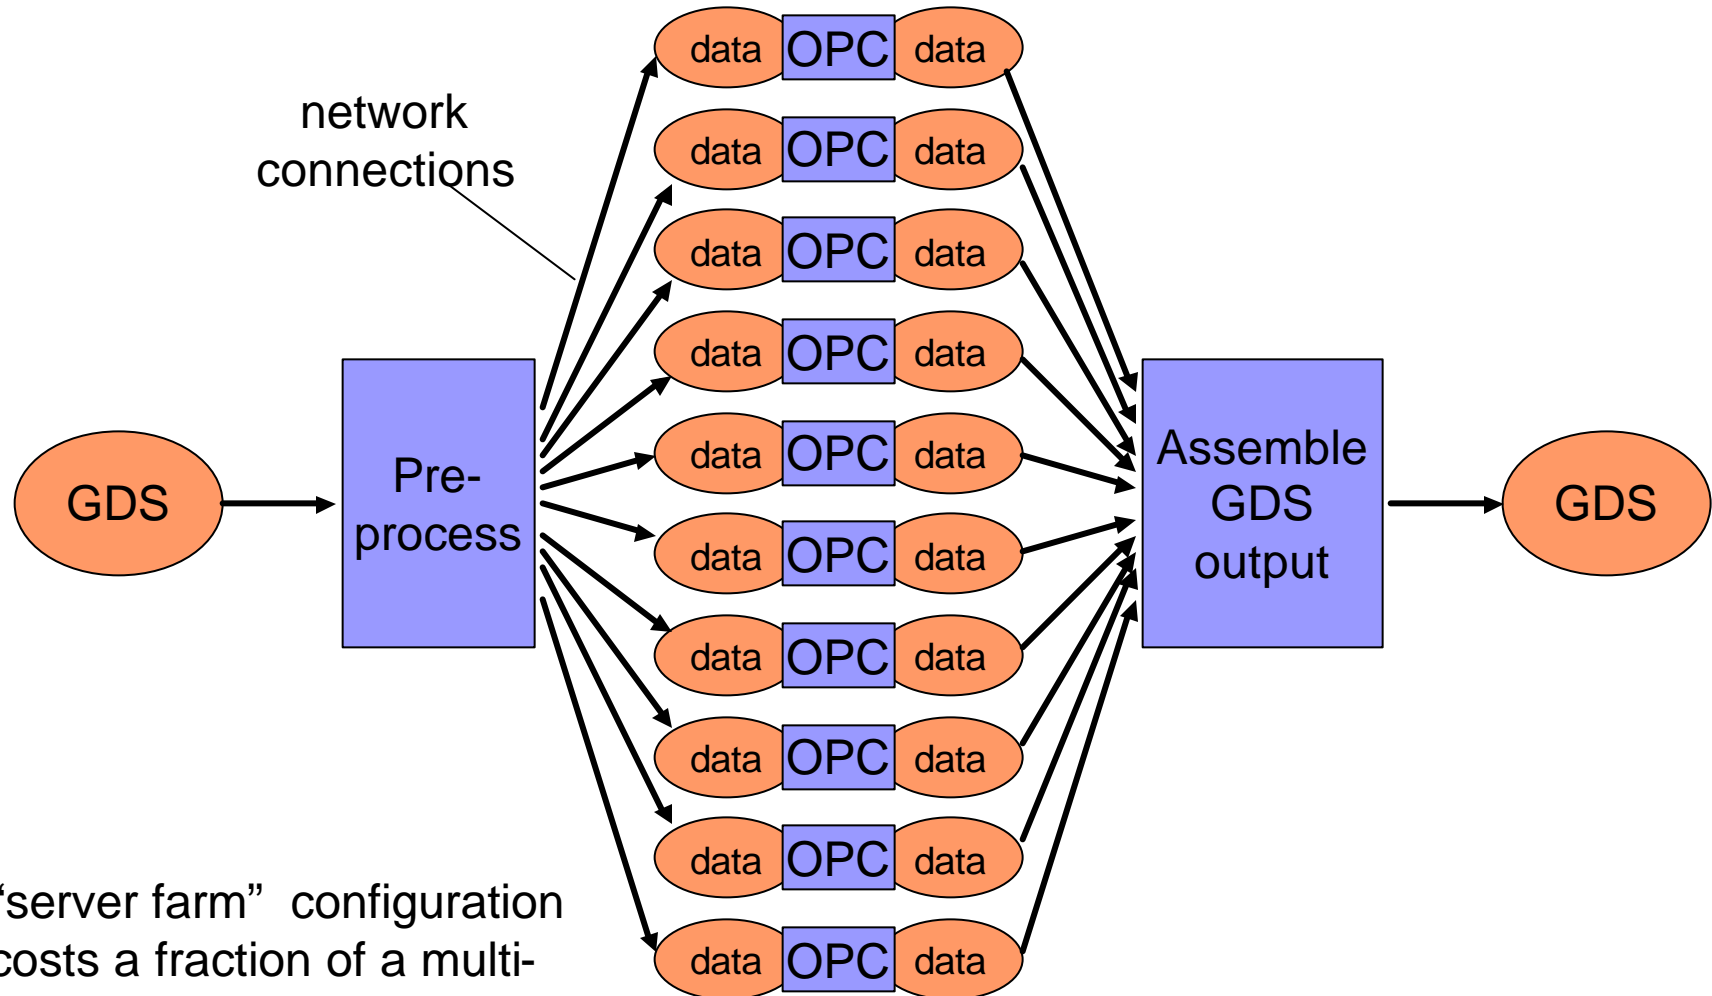 data OPC data
network
connections
data OPC data
data OPC data
data OPC data
data OPC data
data OPC data
data OPC data
data OPC data
data OPC data
data OPC data
GDS
Pre-
process
Assemble
GDS
output
GDS
“server farm” configuration
costs a fraction of a multi-